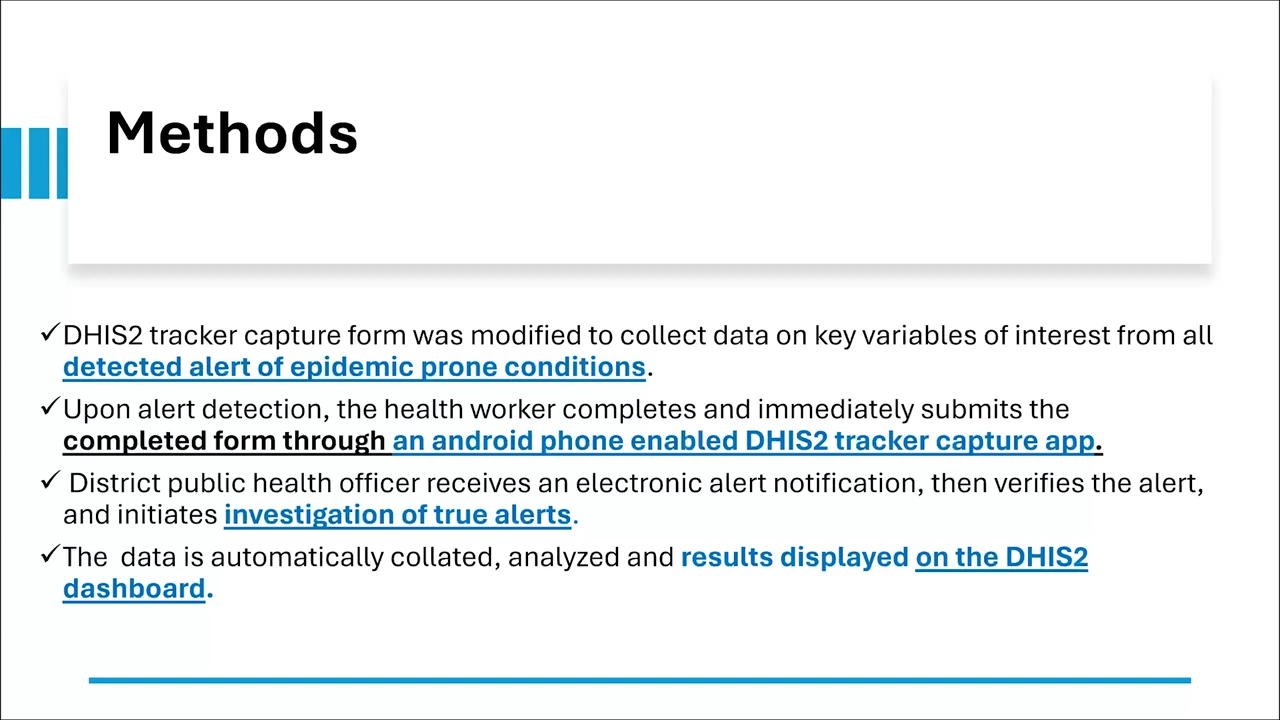 Methods
✓DHIS2 tracker capture form was modified to collect data on key variables of interest from all
detected alert of epidemic prone conditions.
✓Upon alert detection, the health worker completes and immediately submits the
completed form through an android phone enabled DHIS2 tracker capture app.
✓ District public health officer receives an electronic alert notification, then verifies the alert,
and initiates investigation of true alerts.
✓The  data is automatically collated, analyzed and results displayed on the DHIS2
dashboard.